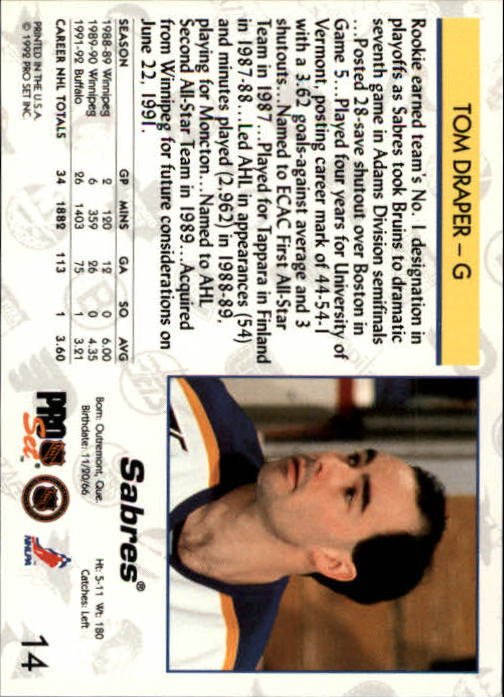 TOM DRAPER – G
Rookie earned team's No. 1 designation in
playoffs as Sabres took Bruins to dramatic
seventh game in Adams Division semifinals
...Posted 28-save shutout over Boston in
Game 5...Played four years for University of
Vermont, posting career mark of 44-54-1
with a 3.62 goals-against average and 3
shutouts...Named to ECAC First All-Star
Team in 1987...Played for Tappara in Finland
in 1987-88...Led AHL in appearances (54)
and minutes played (2,962) in 1988-89,
playing for Moncton...Named to AHL
Second All-Star Team in 1989...Acquired
from Winnipeg for future considerations on
June 22, 1991.
SEASON GP MINS GA SO AVG
1988-89 Winnipeg 2 120 12 0 6.00
1989-90 Winnipeg 6 359 26 0 4.35
1991-92 Buffalo 26 1403 75 1 3.21
CAREER NHL TOTALS 34 1882 113 1 3.60
PRINTED IN THE U.S.A.
© 1992 PRO SET INC.
Sabres®
Born: Outremont, Que. Ht: 5-11 Wt: 180
Birthdate: 11/20/66 Catches: Left
PRO Set
NHL
NHLPA
14